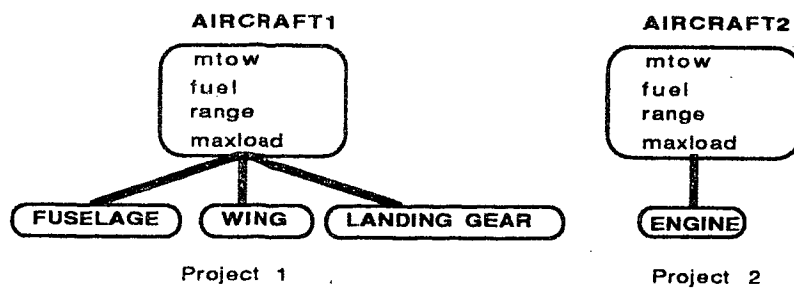 AIRCRAFT1
mtow
fuel
range
maxload
FUSELAGE
WING
LANDING GEAR
Project 1
AIRCRAFT2
mtow
fuel
range
maxload
ENGINE
Project 2